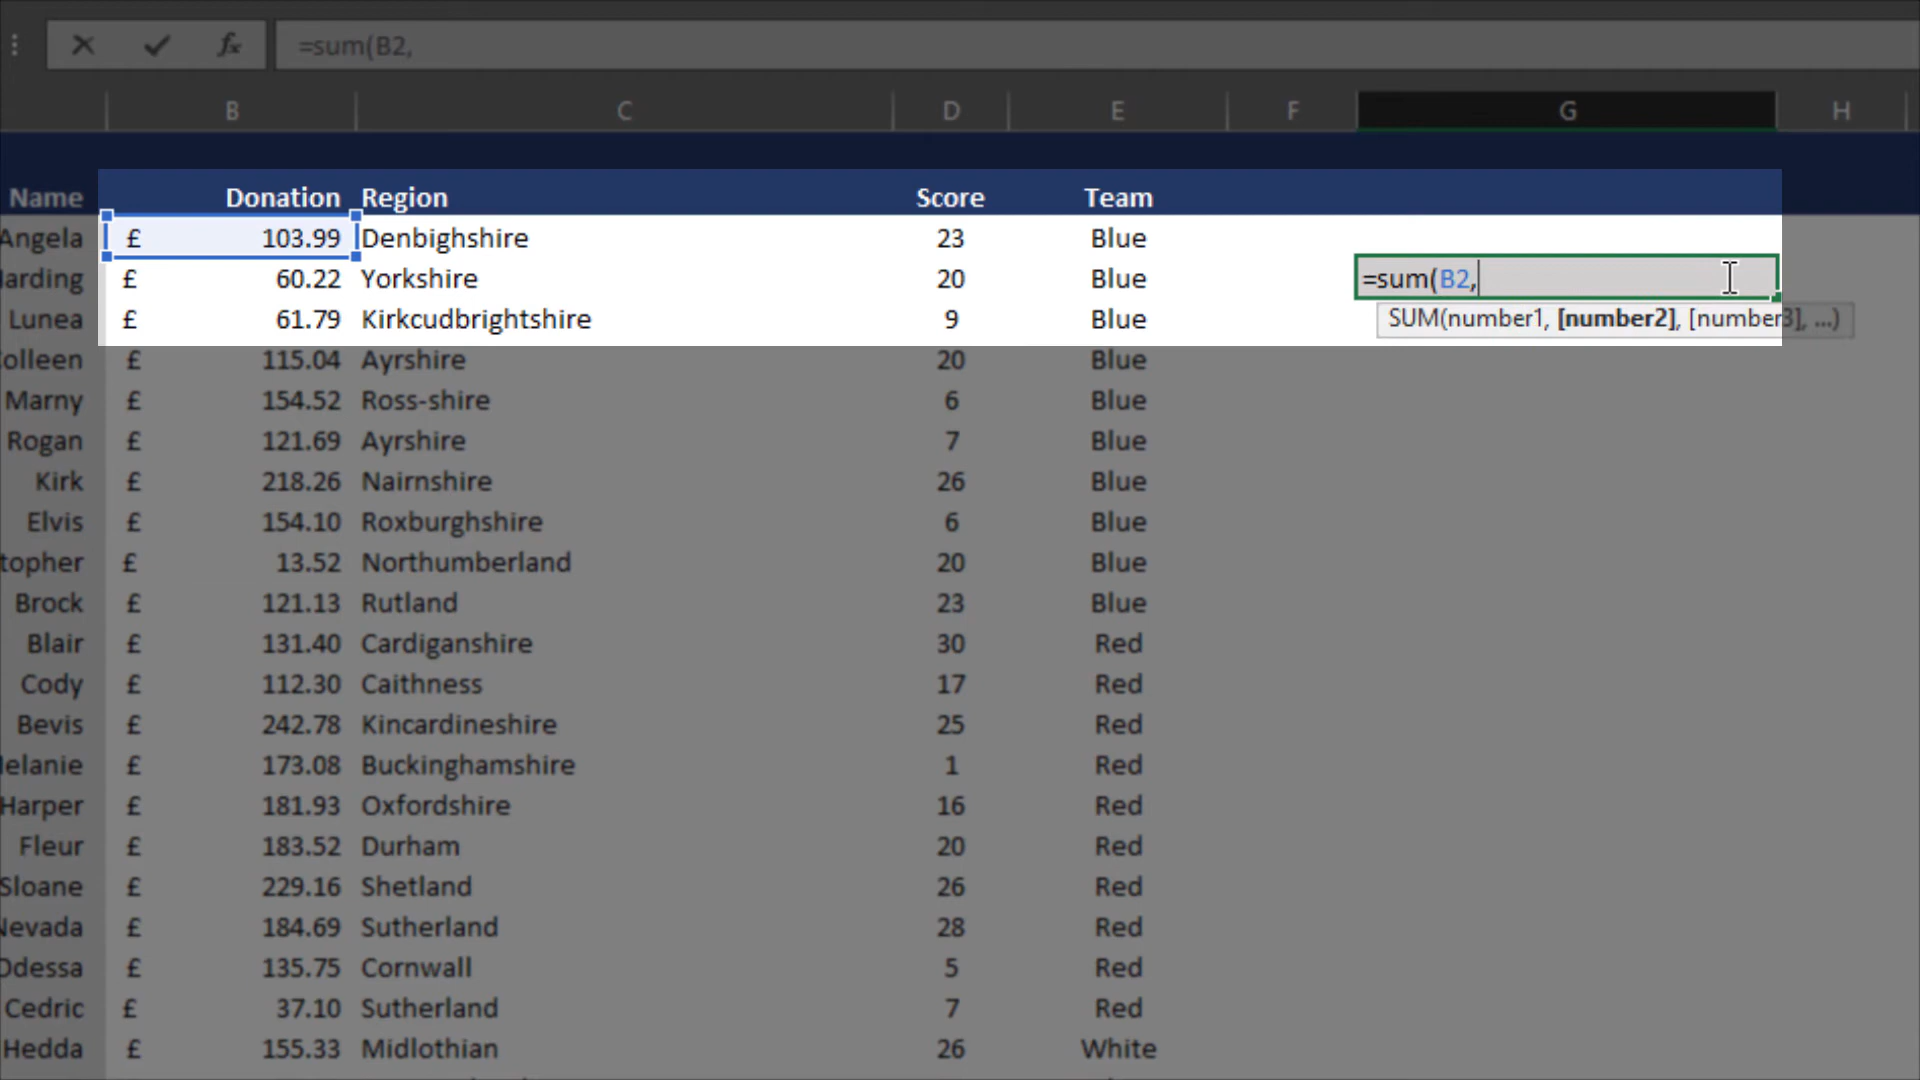 =sum(B2,
B C D E F G H
Name Donation Region Score Team
Angela £ 103.99 Denbighshire 23 Blue
arding £ 60.22 Yorkshire 20 Blue =sum(B2,
Lunea £ 61.79 Kirkcudbrightshire 9 Blue SUM(number1, [number2], [number3], ...)
olleen £ 115.04 Ayrshire 20 Blue
Marny £ 154.52 Ross-shire 6 Blue
Rogan £ 121.69 Ayrshire 7 Blue
Kirk £ 218.26 Nairnshire 26 Blue
Elvis £ 154.10 Roxburghshire 6 Blue
topher £ 13.52 Northumberland 20 Blue
Brock £ 121.13 Rutland 23 Blue
Blair £ 131.40 Cardiganshire 30 Red
Cody £ 112.30 Caithness 17 Red
Bevis £ 242.78 Kincardineshire 25 Red
elanie £ 173.08 Buckinghamshire 1 Red
Harper £ 181.93 Oxfordshire 16 Red
Fleur £ 183.52 Durham 20 Red
Sloane £ 229.16 Shetland 26 Red
Nevada £ 184.69 Sutherland 28 Red
Odessa £ 135.75 Cornwall 5 Red
Cedric £ 37.10 Sutherland 7 Red
Hedda £ 155.33 Midlothian 26 White